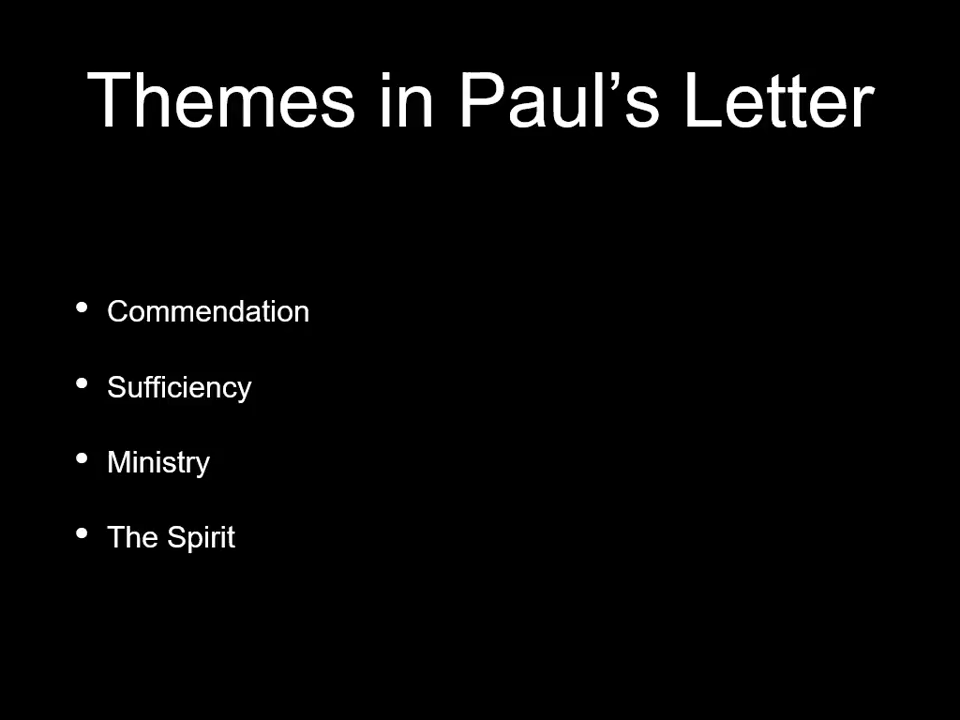 Themes in Paul’s Letter
• Commendation
• Sufficiency
• Ministry
• The Spirit